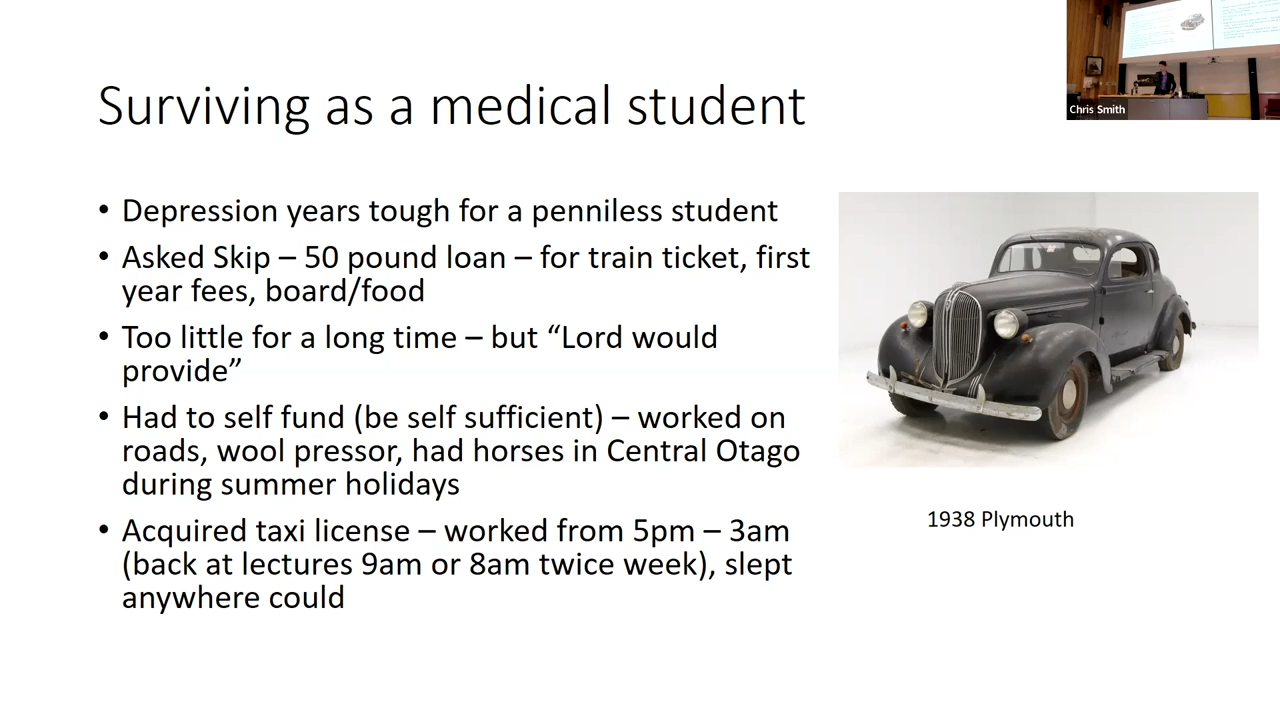 Surviving as a medical student
Chris Smith
• Depression years tough for a penniless student
• Asked Skip – 50 pound loan – for train ticket, first
year fees, board/food
• Too little for a long time – but “Lord would
provide”
• Had to self fund (be self sufficient) – worked on
roads, wool pressor, had horses in Central Otago
during summer holidays
• Acquired taxi license – worked from 5pm – 3am
(back at lectures 9am or 8am twice week), slept
anywhere could
1938 Plymouth